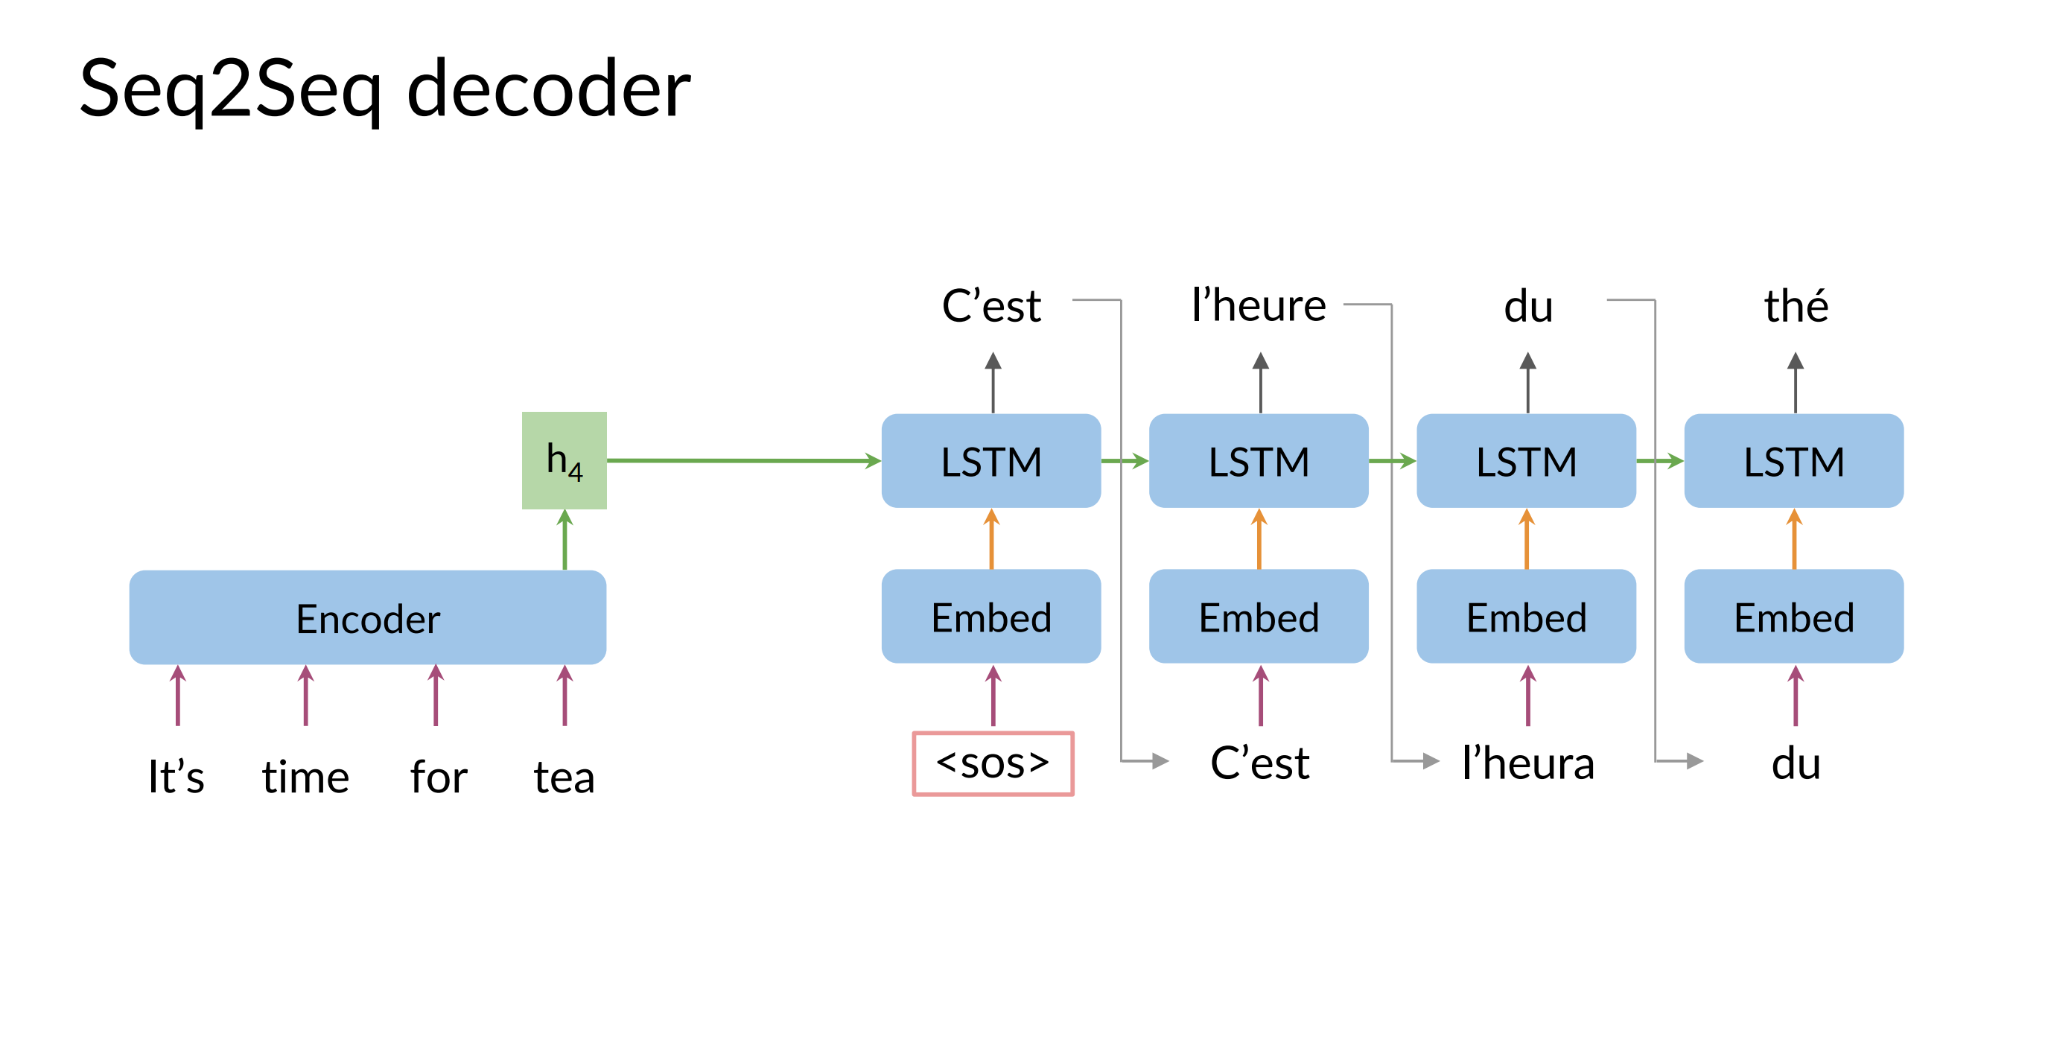 Seq2Seq decoder
C’est l’heure du thé
h4 LSTM LSTM LSTM LSTM
Encoder Embed Embed Embed Embed
It’s time for tea <sos> C’est l’heura du